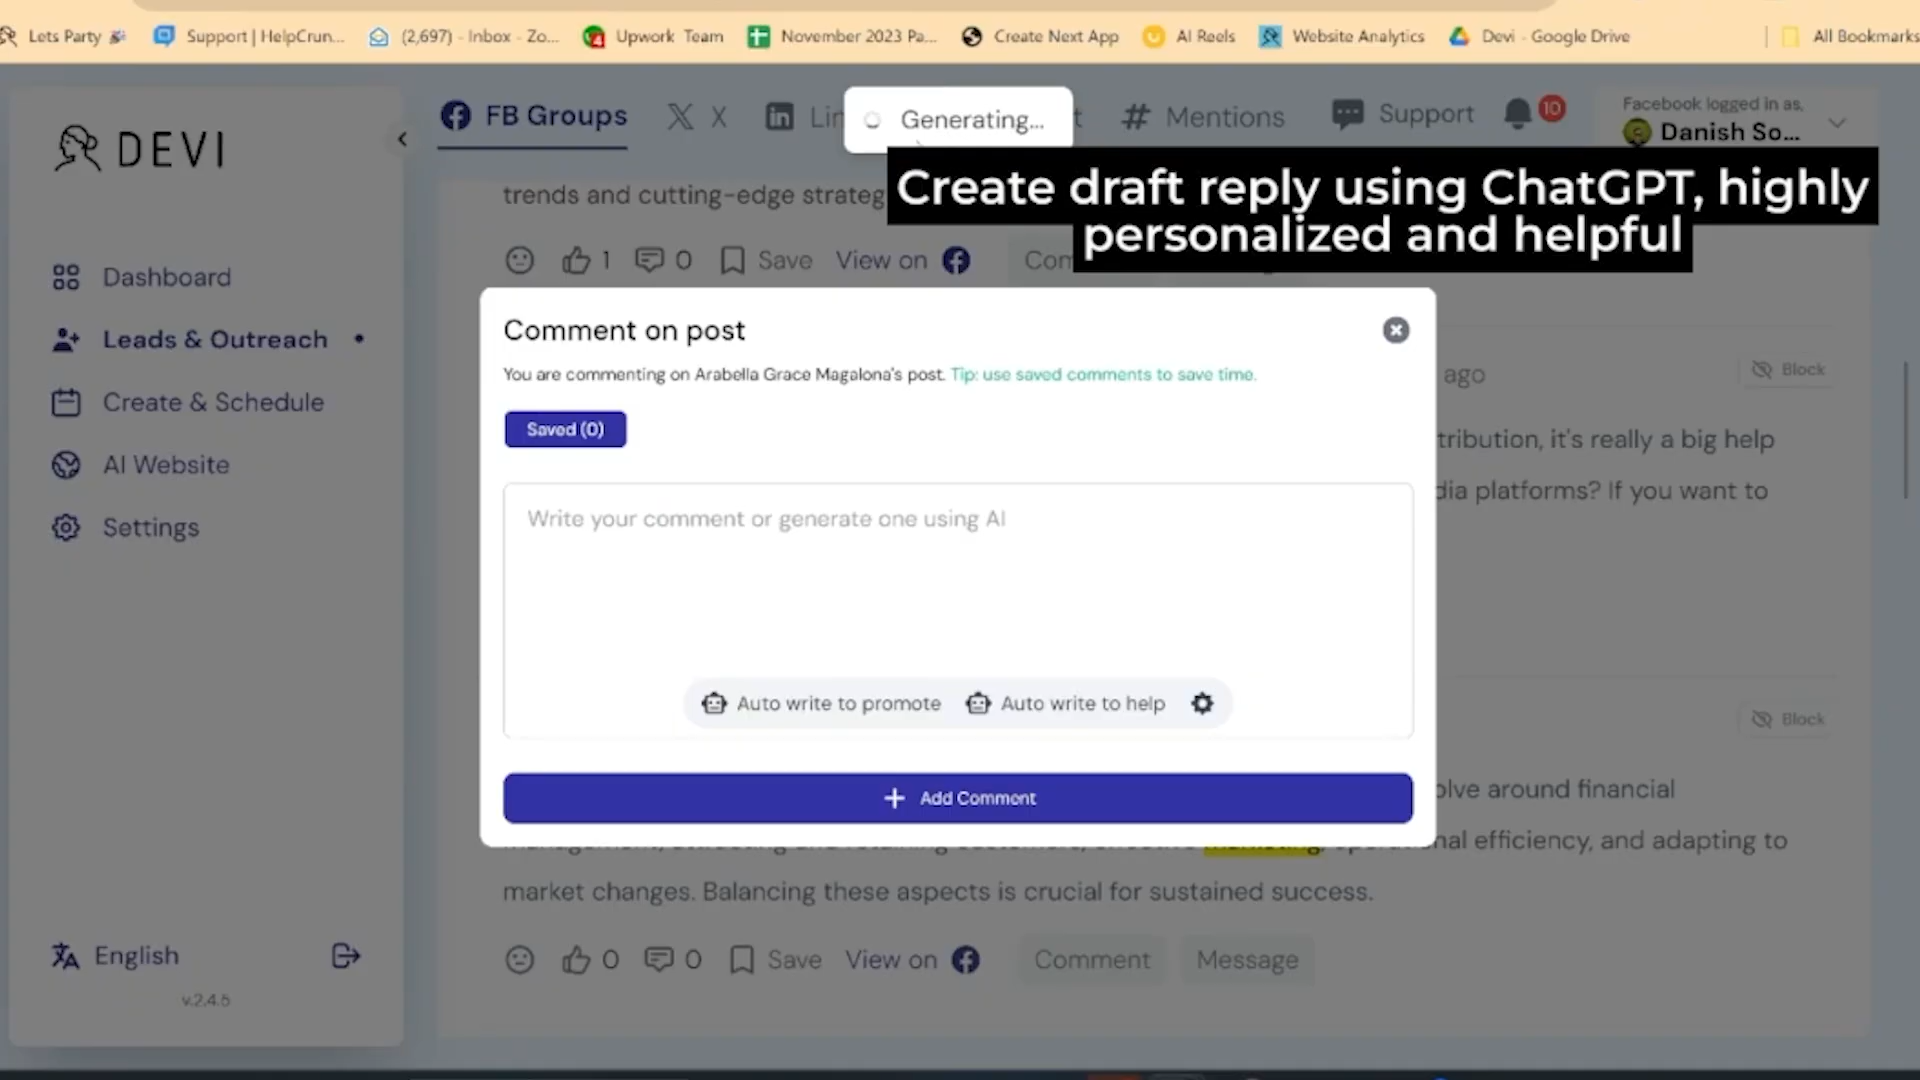 Lets Party
Support | HelpCrun...
(2,697) - Inbox - Zo...
Upwork Team
November 2023 Pa...
Create Next App
AI Reels
Website Analytics
Devi - Google Drive
All Bookmarks
DEVI
FB Groups
X
Lin
Generating...
t
# Mentions
Support
10
Facebook logged in as,
Danish So...
Create draft reply using ChatGPT, highly
personalized and helpful
trends and cutting-edge strateg
1
0
Save
View on
Com
Dashboard
Leads & Outreach
Create & Schedule
AI Website
Settings
English
v.2.4.5
Comment on post
You are commenting on Arabella Grace Magalona's post. Tip: use saved comments to save time.
Saved (0)
Write your comment or generate one using AI
Auto write to promote
Auto write to help
+ Add Comment
ago
Block
tribution, it's really a big help
dia platforms? If you want to
Block
olve around financial
marketing, operational efficiency, and adapting to
market changes. Balancing these aspects is crucial for sustained success.
0
0
Save
View on
Comment
Message